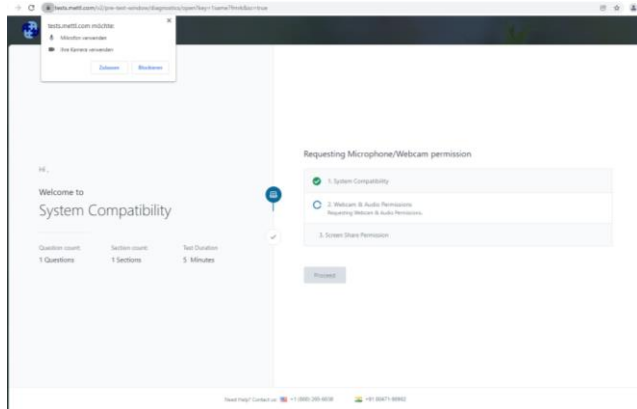 tests.mettl.com möchte:
Mikrofon verwenden
Ihre Kamera verwenden
Zulassen Blockieren
Requesting Microphone/Webcam permission
1. System Compatibility
2. Webcam & Audio Permissions
Requesting Webcam & Audio Permissions.
3. Screen Share Permission
Proceed
Hi ,
Welcome to
System Compatibility
Question count: Section count: Test Duration
1 Questions 1 Sections 5 Minutes
Need Help? Contact us: